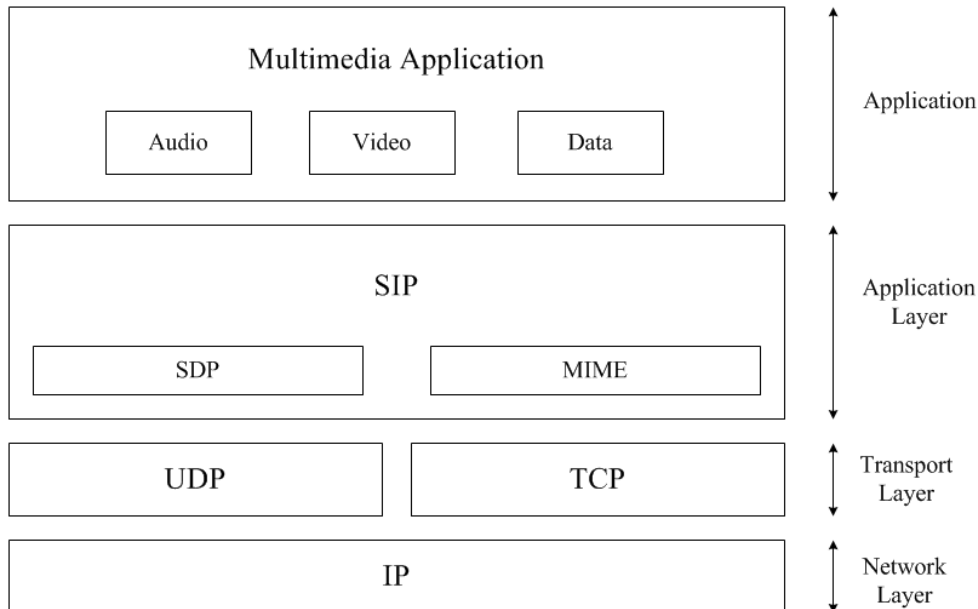 Multimedia Application
Application
Audio
Video
Data
SIP
Application
Layer
SDP
MIME
UDP
TCP
Transport
Layer
IP
Network
Layer